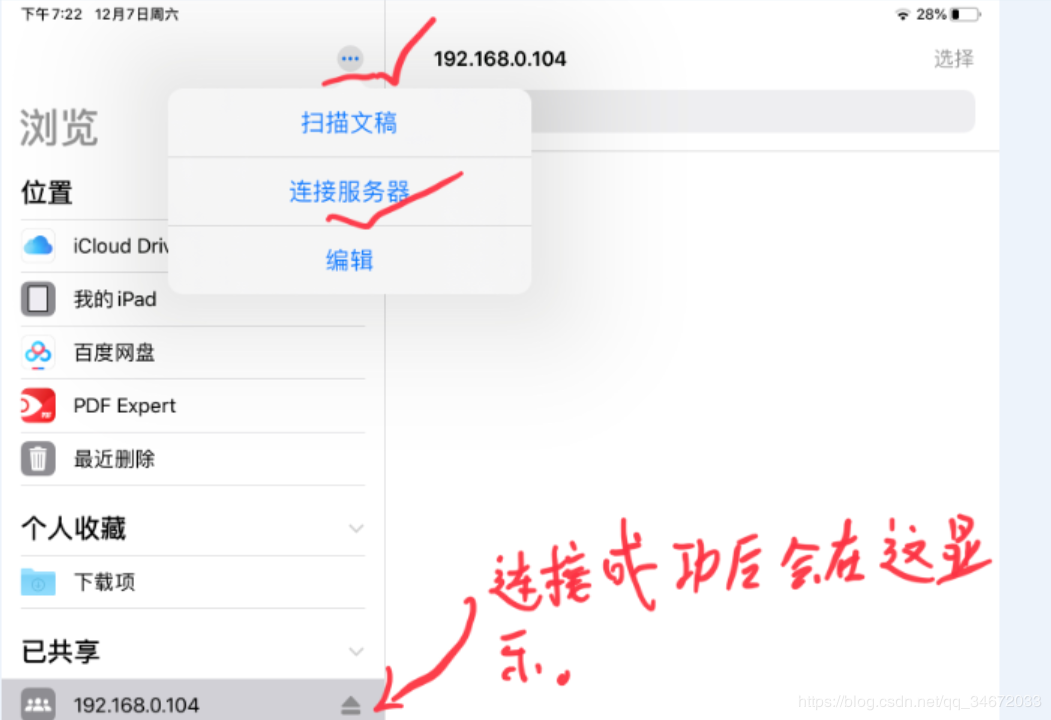 下午7:22 12月7日周六
28%
192.168.0.104
选择
扫描文稿
连接服务器
编辑
浏览
位置
iCloud Driv
我的 iPad
百度网盘
PDF Expert
最近删除
个人收藏
下载项
已共享
192.168.0.104
连接成功后会在这显
示。
https://blog.csdn.net/qq_34672033